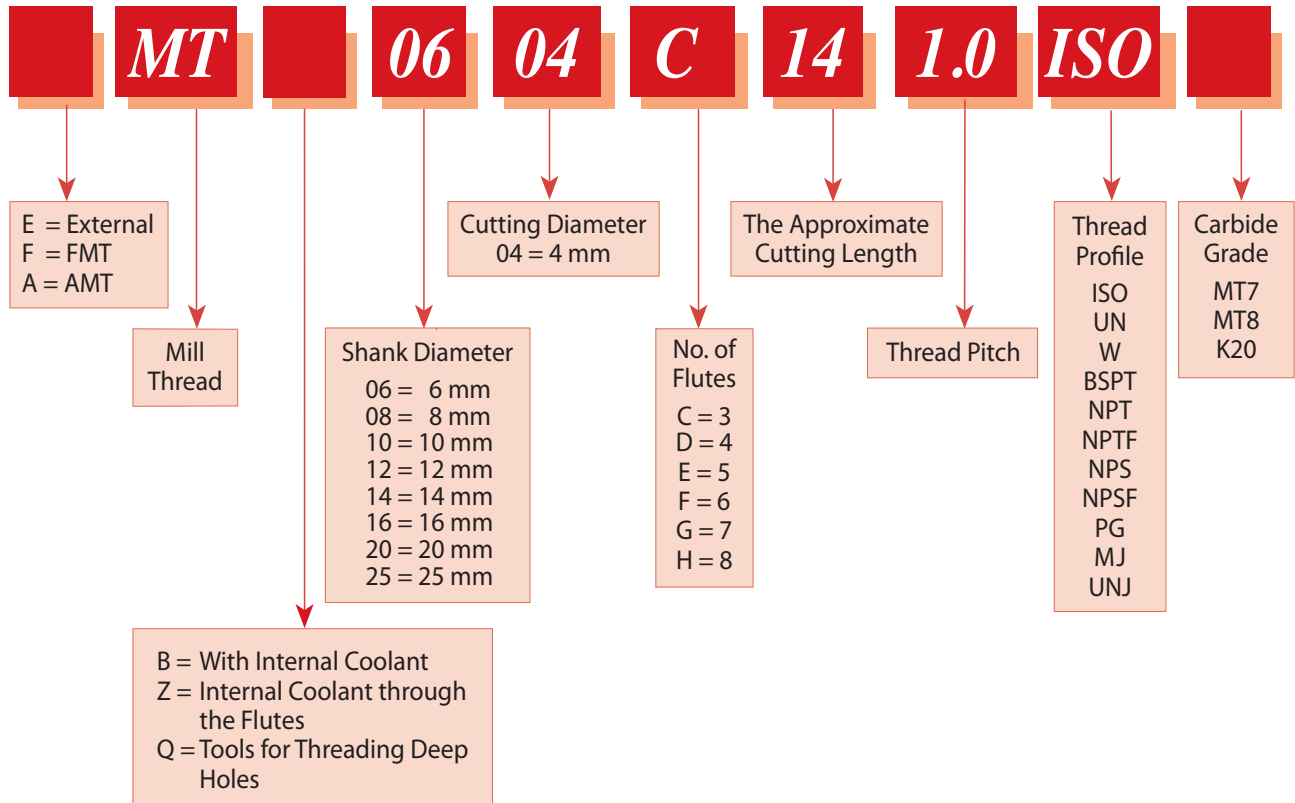 MT 06 04 C 14 1.0 ISO
E = External
F = FMT
A = AMT
Mill
Thread
B = With Internal Coolant
Z = Internal Coolant through
the Flutes
Q = Tools for Threading Deep
Holes
Shank Diameter
06 = 6 mm
08 = 8 mm
10 = 10 mm
12 = 12 mm
14 = 14 mm
16 = 16 mm
20 = 20 mm
25 = 25 mm
Cutting Diameter
04 = 4 mm
No. of
Flutes
C = 3
D = 4
E = 5
F = 6
G = 7
H = 8
The Approximate
Cutting Length
Thread Pitch
Thread
Profile
ISO
UN
W
BSPT
NPT
NPTF
NPS
NPSF
PG
MJ
UNJ
Carbide
Grade
MT7
MT8
K20